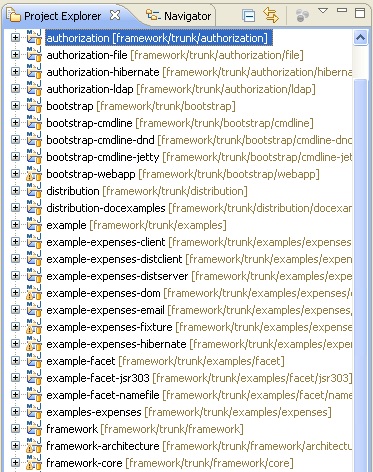 Project Explorer Navigator
authorization [framework/trunk/authorization]
authorization-file [framework/trunk/authorization/file]
authorization-hibernate [framework/trunk/authorization/hiberna
authorization-ldap [framework/trunk/authorization/ldap]
bootstrap [framework/trunk/bootstrap]
bootstrap-cmdline [framework/trunk/bootstrap/cmdline]
bootstrap-cmdline-dnd [framework/trunk/bootstrap/cmdline-dnd
bootstrap-cmdline-jetty [framework/trunk/bootstrap/cmdline-jet
bootstrap-webapp [framework/trunk/bootstrap/webapp]
distribution [framework/trunk/distribution]
distribution-docexamples [framework/trunk/distribution/docexam
example [framework/trunk/examples]
example-expenses-client [framework/trunk/examples/expenses
example-expenses-distclient [framework/trunk/examples/expens
example-expenses-distserver [framework/trunk/examples/expen
example-expenses-dom [framework/trunk/examples/expenses/d
example-expenses-email [framework/trunk/examples/expenses,
example-expenses-fixture [framework/trunk/examples/expense
example-expenses-hibernate [framework/trunk/examples/expens
example-facet [framework/trunk/examples/facet]
example-facet-jsr303 [framework/trunk/examples/facet/jsr303]
example-facet-namefile [framework/trunk/examples/facet/name
examples-expenses [framework/trunk/examples/expenses]
framework [framework/trunk/framework]
framework-architecture [framework/trunk/framework/architectu
framework-core [framework/trunk/framework/core]